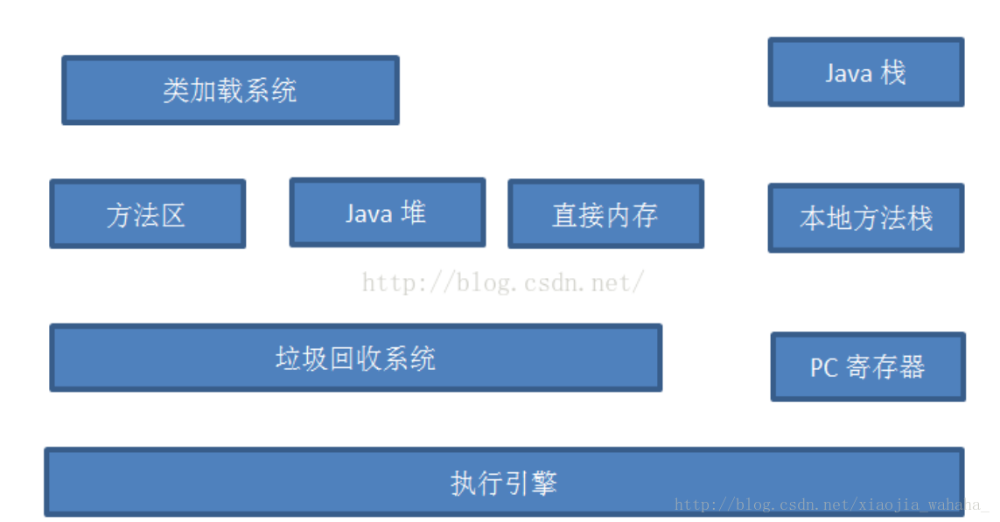 类加载系统
Java 栈
方法区
Java 堆
直接内存
本地方法栈
http://blog.csdn.net/
垃圾回收系统
PC 寄存器
执行引擎
http://blog.csdn.net/xiaojia_wahaha_